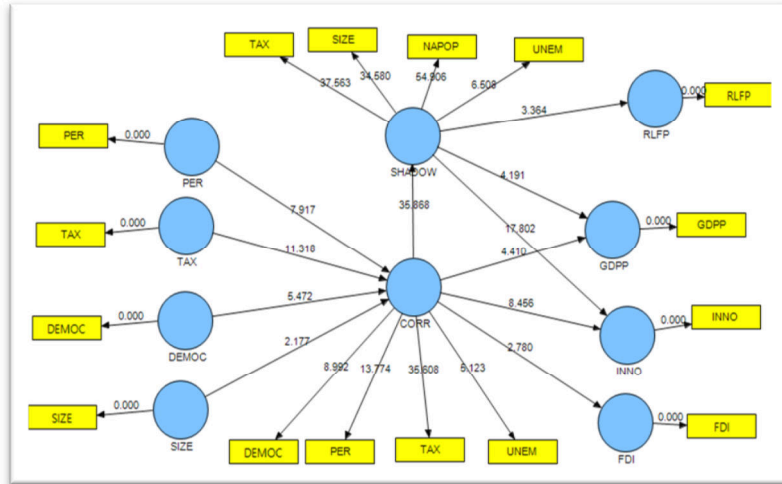 TAX
SIZE
NAPOP
UNEM
37.563
34.580
54.906
6.508
RLFP
0.000
RLFP
3.364
SHADOW
PER
0.000
PER
7.917
4.191
17.802
35.868
TAX
0.000
TAX
11.318
GDPP
0.000
GDPP
4.410
DEMOC
0.000
DEMOC
5.472
CORR
8.456
INNO
0.000
INNO
2.177
2.780
8.992
13.774
35.608
5.123
SIZE
0.000
SIZE
DEMOC
PER
TAX
UNEM
FDI
0.000
FDI